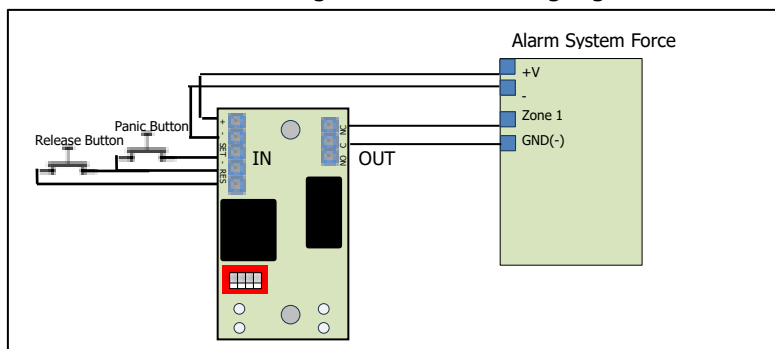 Alarm System Force
+V
-
Zone 1
GND(-)
Panic Button
Release Button
+
-
SET
-
RES
IN
NC
C
NO
OUT